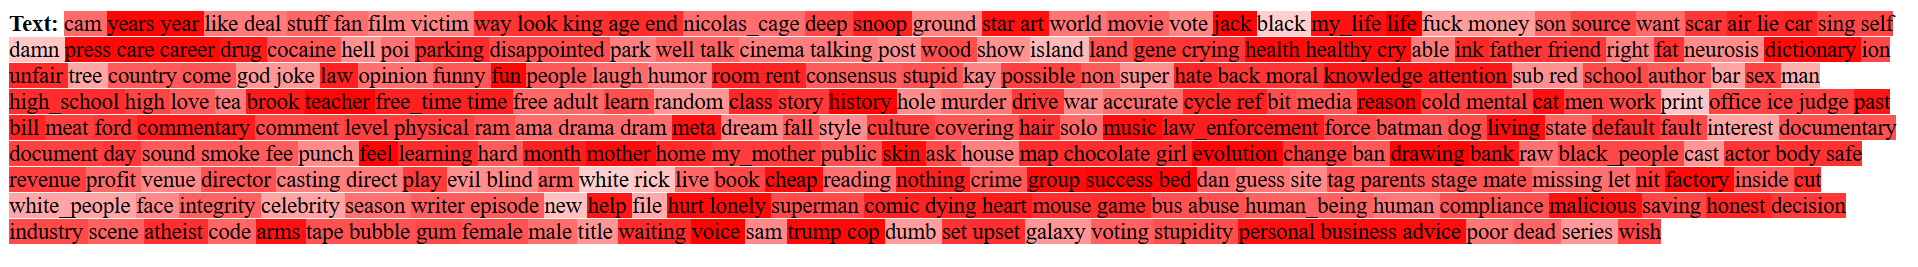 Text: cam years year like deal stuff fan film victim way look king age end nicolas_cage deep snoop ground star art world movie vote jack black my_life life fuck money son source want scar air lie car sing self
damn press care career drug cocaine hell poi parking disappointed park well talk cinema talking post wood show island land gene crying health healthy cry able ink father friend right fat neurosis dictionary ion
unfair tree country come god joke law opinion funny fun people laugh humor room rent consensus stupid kay possible non super hate back moral knowledge attention sub red school author bar sex man
high_school high love tea brook teacher free_time time free adult learn random class story history hole murder drive war accurate cycle ref bit media reason cold mental cat men work print office ice judge past
bill meat ford commentary comment level physical ram ama drama dram meta dream fall style culture covering hair solo music law_enforcement force batman dog living state default fault interest documentary
document day sound smoke fee punch feel learning hard month mother home my_mother public skin ask house map chocolate girl evolution change ban drawing bank raw black_people cast actor body safe
revenue profit venue director casting direct play evil blind arm white rick live book cheap reading nothing crime group success bed dan guess site tag parents stage mate missing let nit factory inside cut
white_people face integrity celebrity season writer episode new help file hurt lonely superman comic dying heart mouse game bus abuse human_being human compliance malicious saving honest decision
industry scene atheist code arms tape bubble gum female male title waiting voice sam trump cop dumb set upset galaxy voting stupidity personal business advice poor dead series wish